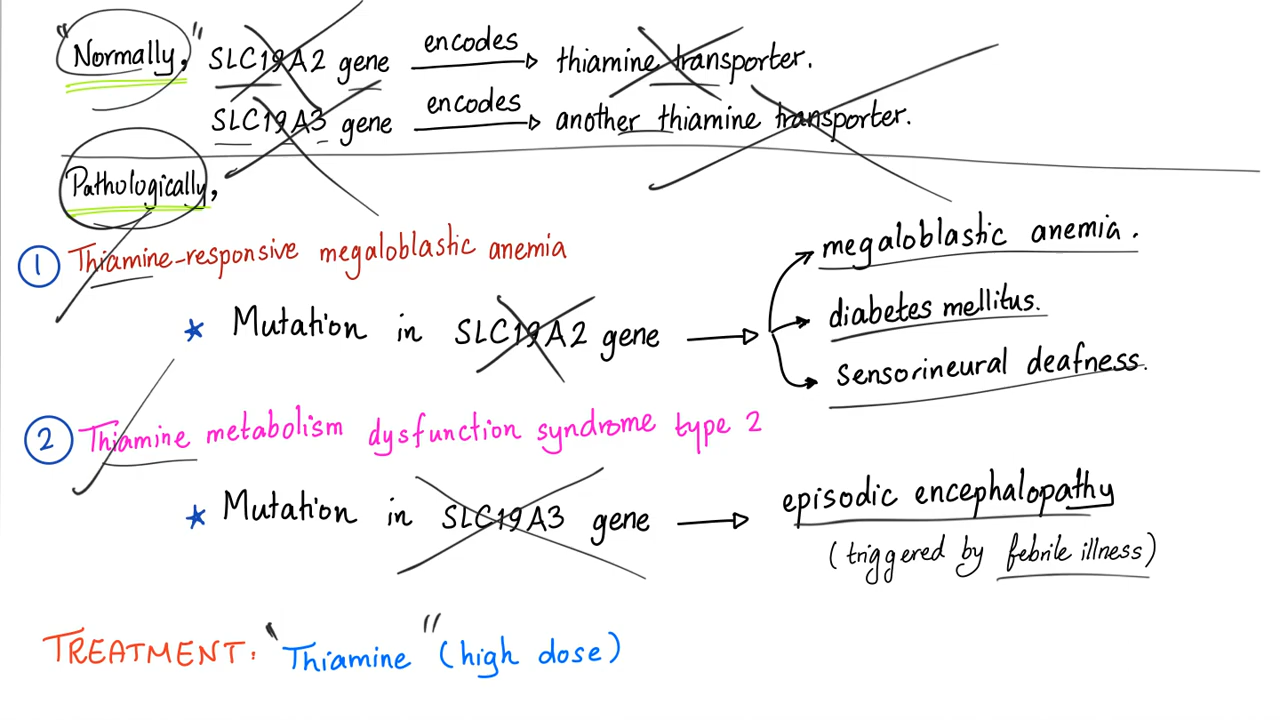 "Normally," SLC19A2 gene encodes thiamine transporter.
SLC19A3 gene encodes another thiamine transporter.
Pathologically,
1 Thiamine-responsive megaloblastic anemia
★ Mutation in SLC19A2 gene
megaloblastic anemia.
diabetes mellitus.
sensorineural deafness.
2 Thiamine metabolism dysfunction syndrome type 2
★ Mutation in SLC19A3 gene
episodic encephalopathy
(triggered by febrile illness)
TREATMENT: "Thiamine" (high dose)